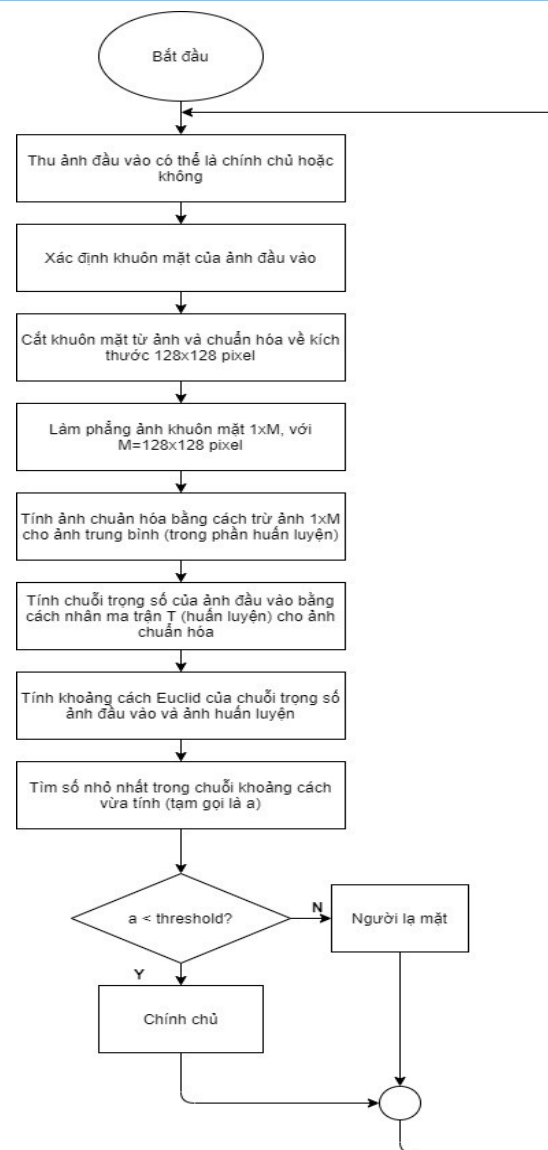 Bắt đầu
Thu ảnh đầu vào có thể là chính chủ hoặc
không
Xác định khuôn mặt của ảnh đầu vào
Cắt khuôn mặt từ ảnh và chuẩn hóa về kích
thước 128x128 pixel
Làm phẳng ảnh khuôn mặt 1xM, với
M=128x128 pixel
Tính ảnh chuản hóa bằng cách trừ ảnh 1xM
cho ảnh trung bình (trong phần huấn luyện)
Tính chuỗi trọng số của ảnh đầu vào bằng
cách nhân ma trận T (huấn luyện) cho ảnh
chuẩn hóa
Tính khoảng cách Euclid của chuỗi trọng số
ảnh đầu vào và ảnh huấn luyện
Tìm số nhỏ nhất trong chuỗi khoảng cách
vừa tính (tạm gọi là a)
a < threshold?
N
Người lạ mặt
Y
Chính chủ